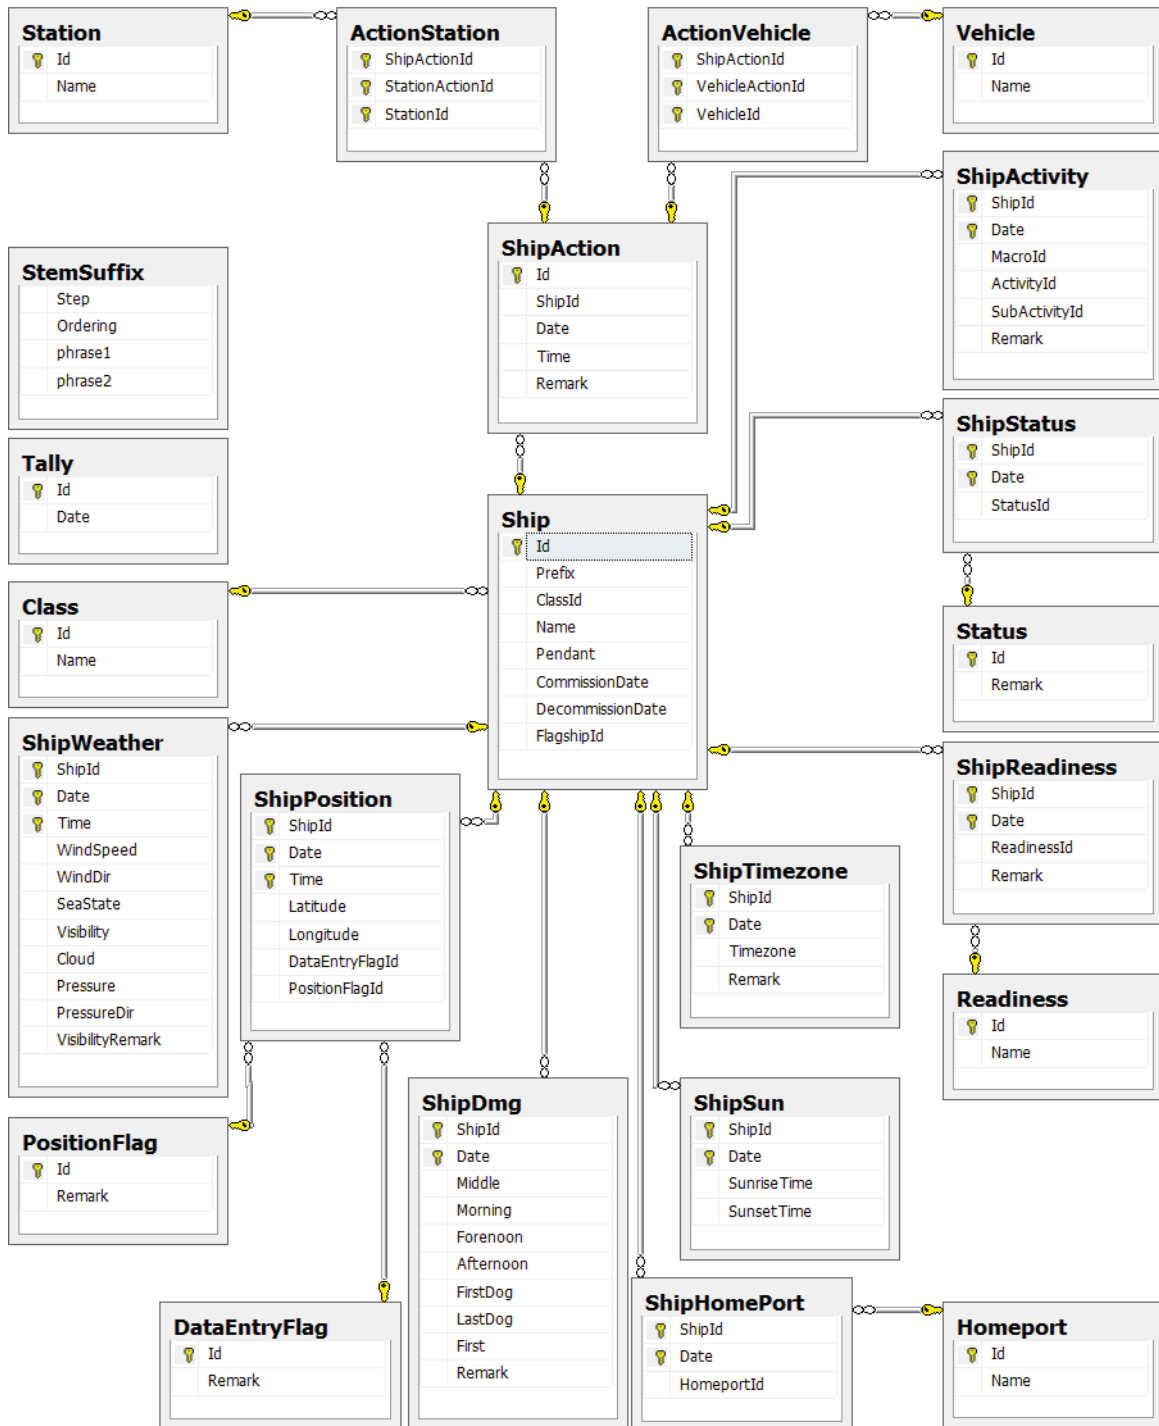 Station
Id
Name
ActionStation
ShipActionId
StationActionId
StationId
ActionVehicle
ShipActionId
VehicleActionId
VehicleId
Vehicle
Id
Name
ShipActivity
ShipId
Date
MacroId
ActivityId
SubActivityId
Remark
StemSuffix
Step
Ordering
phrase1
phrase2
ShipAction
Id
ShipId
Date
Time
Remark
ShipStatus
ShipId
Date
StatusId
Tally
Id
Date
Ship
Id
Prefix
ClassId
Name
Pendant
CommissionDate
DecommissionDate
FlagshipId
Class
Id
Name
Status
Id
Remark
ShipWeather
ShipId
Date
Time
WindSpeed
WindDir
SeaState
Visibility
Cloud
Pressure
PressureDir
VisibilityRemark
ShipPosition
ShipId
Date
Time
Latitude
Longitude
DataEntryFlagId
PositionFlagId
ShipReadiness
ShipId
Date
ReadinessId
Remark
ShipTimezone
ShipId
Date
Timezone
Remark
Readiness
Id
Name
PositionFlag
Id
Remark
ShipDmg
ShipId
Date
Middle
Morning
Forenoon
Afternoon
FirstDog
LastDog
First
Remark
ShipSun
ShipId
Date
SunriseTime
SunsetTime
DataEntryFlag
Id
Remark
ShipHomePort
ShipId
Date
HomeportId
Homeport
Id
Name